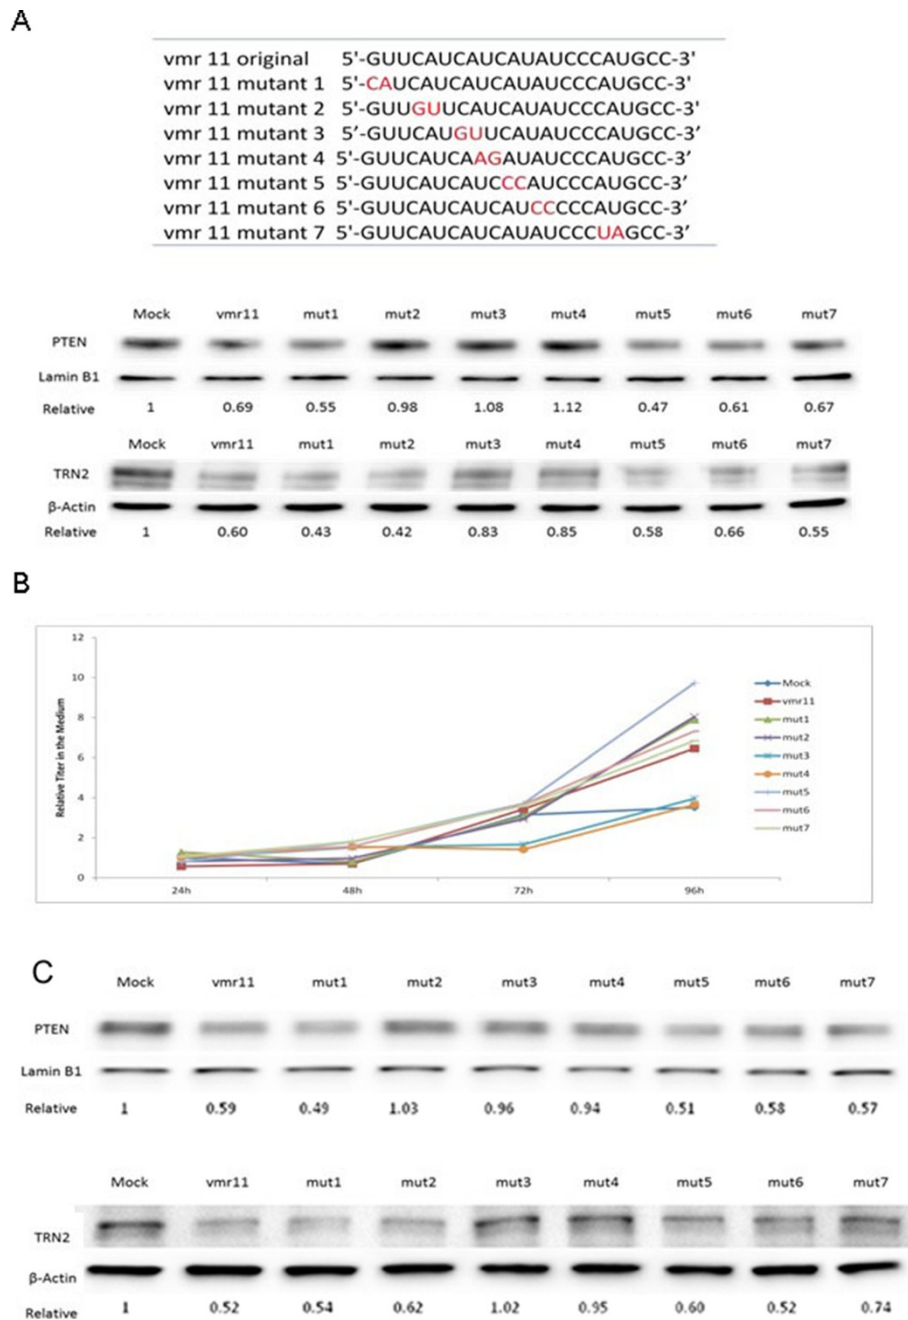 A
vmr 11 original 5'-GUUCAUCAUCAUAUCCCAUGCC-3'
vmr 11 mutant 1 5'-CAUCAUCAUCAUAUCCCAUGCC-3'
vmr 11 mutant 2 5'-GUUGUUCAUCAUAUCCCAUGCC-3'
vmr 11 mutant 3 5’-GUUCAUGUUCAUAUCCCAUGCC-3’
vmr 11 mutant 4 5'-GUUCAUCAAGAUAUCCCAUGCC-3’
vmr 11 mutant 5 5'-GUUCAUCAUCCCAUCCCAUGCC-3’
vmr 11 mutant 6 5'-GUUCAUCAUCAUCCCCCAUGCC-3’
vmr 11 mutant 7 5'-GUUCAUCAUCAUAUCCCUAGCC-3’
Mock vmr11 mut1 mut2 mut3 mut4 mut5 mut6 mut7
PTEN
Lamin B1
Relative 1 0.69 0.55 0.98 1.08 1.12 0.47 0.61 0.67
Mock vmr11 mut1 mut2 mut3 mut4 mut5 mut6 mut7
TRN2
β-Actin
Relative 1 0.60 0.43 0.42 0.83 0.85 0.58 0.66 0.55
B
Relative Titer in the Medium
12
10
8
6
4
2
0
24h 48h 72h 96h
Mock
vmr11
mut1
mut2
mut3
mut4
mut5
mut6
mut7
C
Mock vmr11 mut1 mut2 mut3 mut4 mut5 mut6 mut7
PTEN
Lamin B1
Relative 1 0.59 0.49 1.03 0.96 0.94 0.51 0.58 0.57
Mock vmr11 mut1 mut2 mut3 mut4 mut5 mut6 mut7
TRN2
β-Actin
Relative 1 0.52 0.54 0.62 1.02 0.95 0.60 0.52 0.74